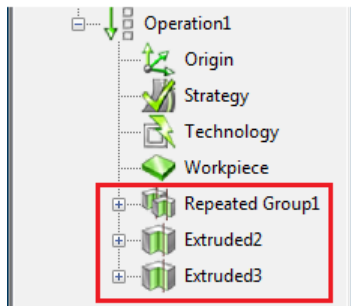 Operation1
Origin
Strategy
Technology
Workpiece
Repeated Group1
Extruded2
Extruded3